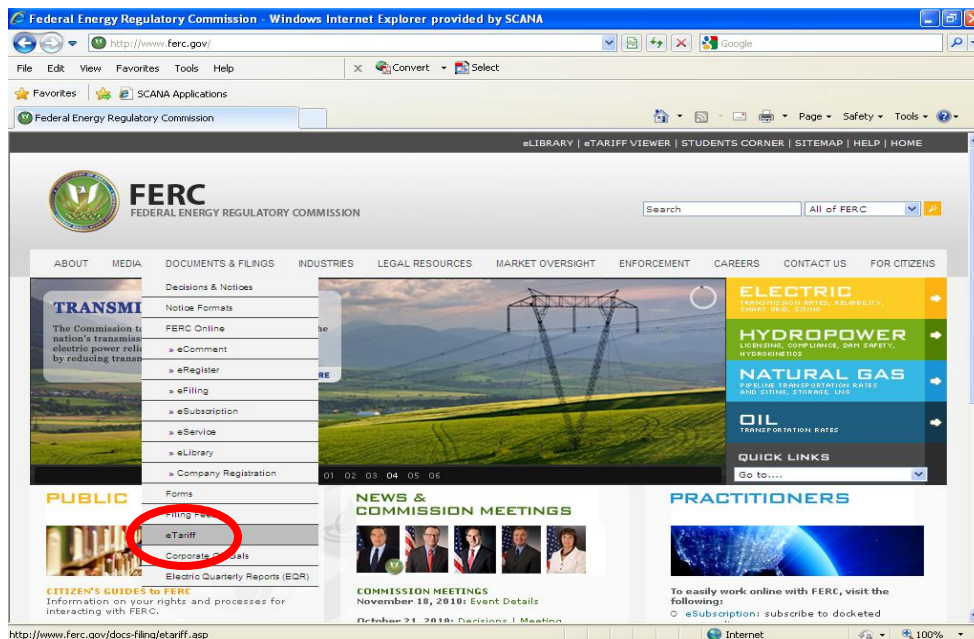 Federal Energy Regulatory Commission - Windows Internet Explorer provided by SCANA
http://www.ferc.gov/
Google
File Edit View Favorites Tools Help
x Convert Select
Favorites SCANA Applications
Federal Energy Regulatory Commission
Page Safety Tools
eLIBRARY | eTARIFF VIEWER | STUDENTS CORNER | SITEMAP | HELP | HOME
FERC
FEDERAL ENERGY REGULATORY COMMISSION
Search All of FERC
ABOUT MEDIA DOCUMENTS & FILINGS INDUSTRIES LEGAL RESOURCES MARKET OVERSIGHT ENFORCEMENT CAREERS CONTACT US FOR CITIZENS
Decisions & Notices
Notice Formats
FERC Online
» eComment
» eRegister
» eFiling
» eSubscription
» eService
» eLibrary
» Company Registration
Forms
Filing
eTariff
Corporate
Electric Quarterly Reports (EQR)
TRANSMI
The Commission
nation's
electric power
by reducing
RE
01 02 03 04 05 06
ELECTRIC
TRANSMISSION RATES, RELIABILITY,
SMART GRID, SITING
HYDROPOWER
LICENSING, COMPLIANCE, DAM SAFETY,
HYDROKINETICS
NATURAL GAS
PIPELINE TRANSPORTATION RATES
AND SITING, STORAGE, LNG
OIL
TRANSPORTATION RATES
QUICK LINKS
Go to....
PUBLIC
CITIZEN'S GUIDES to FERC
Information on your rights and processes for
interacting with FERC.
NEWS &
COMMISSION MEETINGS
COMMISSION MEETINGS
November 18, 2010: Event Details
October 21, 2010: Decisions | Meeting
PRACTITIONERS
To easily work online with FERC, visit the
following:
eSubscription: subscribe to docketed
http://www.ferc.gov/docs-filing/etariff.asp
Internet 100%